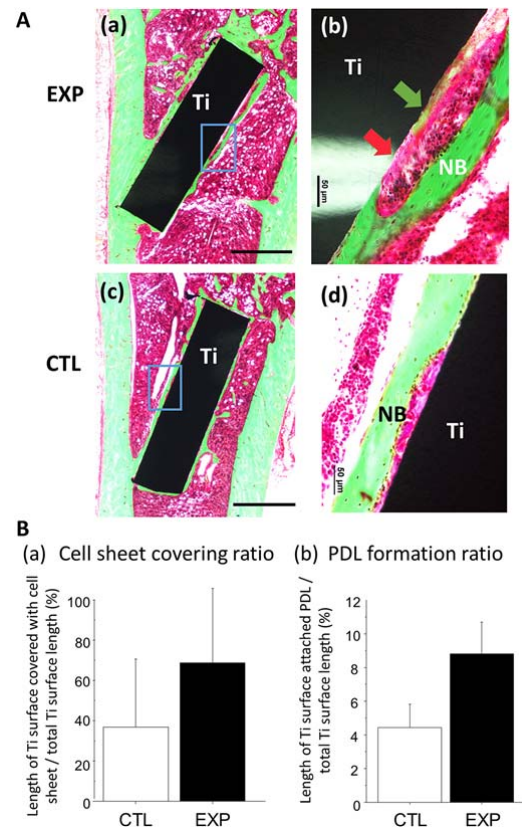 A
(a)
(b)
EXP
Ti
Ti
NB
50 μm
(c)
(d)
CTL
Ti
NB
Ti
50 μm
B
(a) Cell sheet covering ratio
(b) PDL formation ratio
Length of Ti surface covered with cell
sheet / total Ti surface length (%)
100
80
60
40
20
0
CTL
EXP
Length of Ti surface attached PDL /
total Ti surface length (%)
12
10
8
6
4
2
0
CTL
EXP